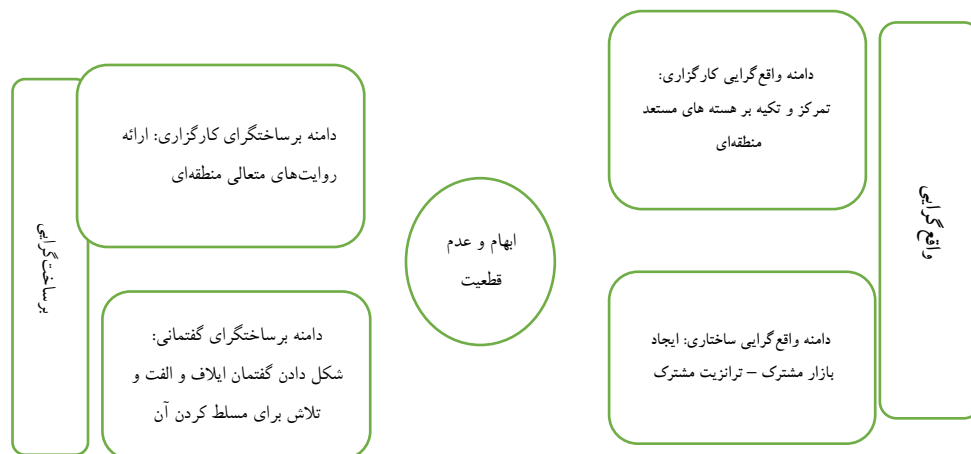 واقع‌گرایی
دامنه واقع‌گرایی کارگزاری:
تمرکز و تکیه بر هسته های مستعد
منطقه‌ای
دامنه واقع‌گرایی ساختاری: ایجاد
بازار مشترک – ترانزیت مشترک
ابهام و عدم
قطعیت
دامنه برساختگرای کارگزاری: ارائه
روایت‌های متعالی منطقه‌ای
دامنه برساختگرای گفتمانی:
شکل دادن گفتمان ایلاف و الفت و
تلاش برای مسلط کردن آن
برساخت‌گرایی